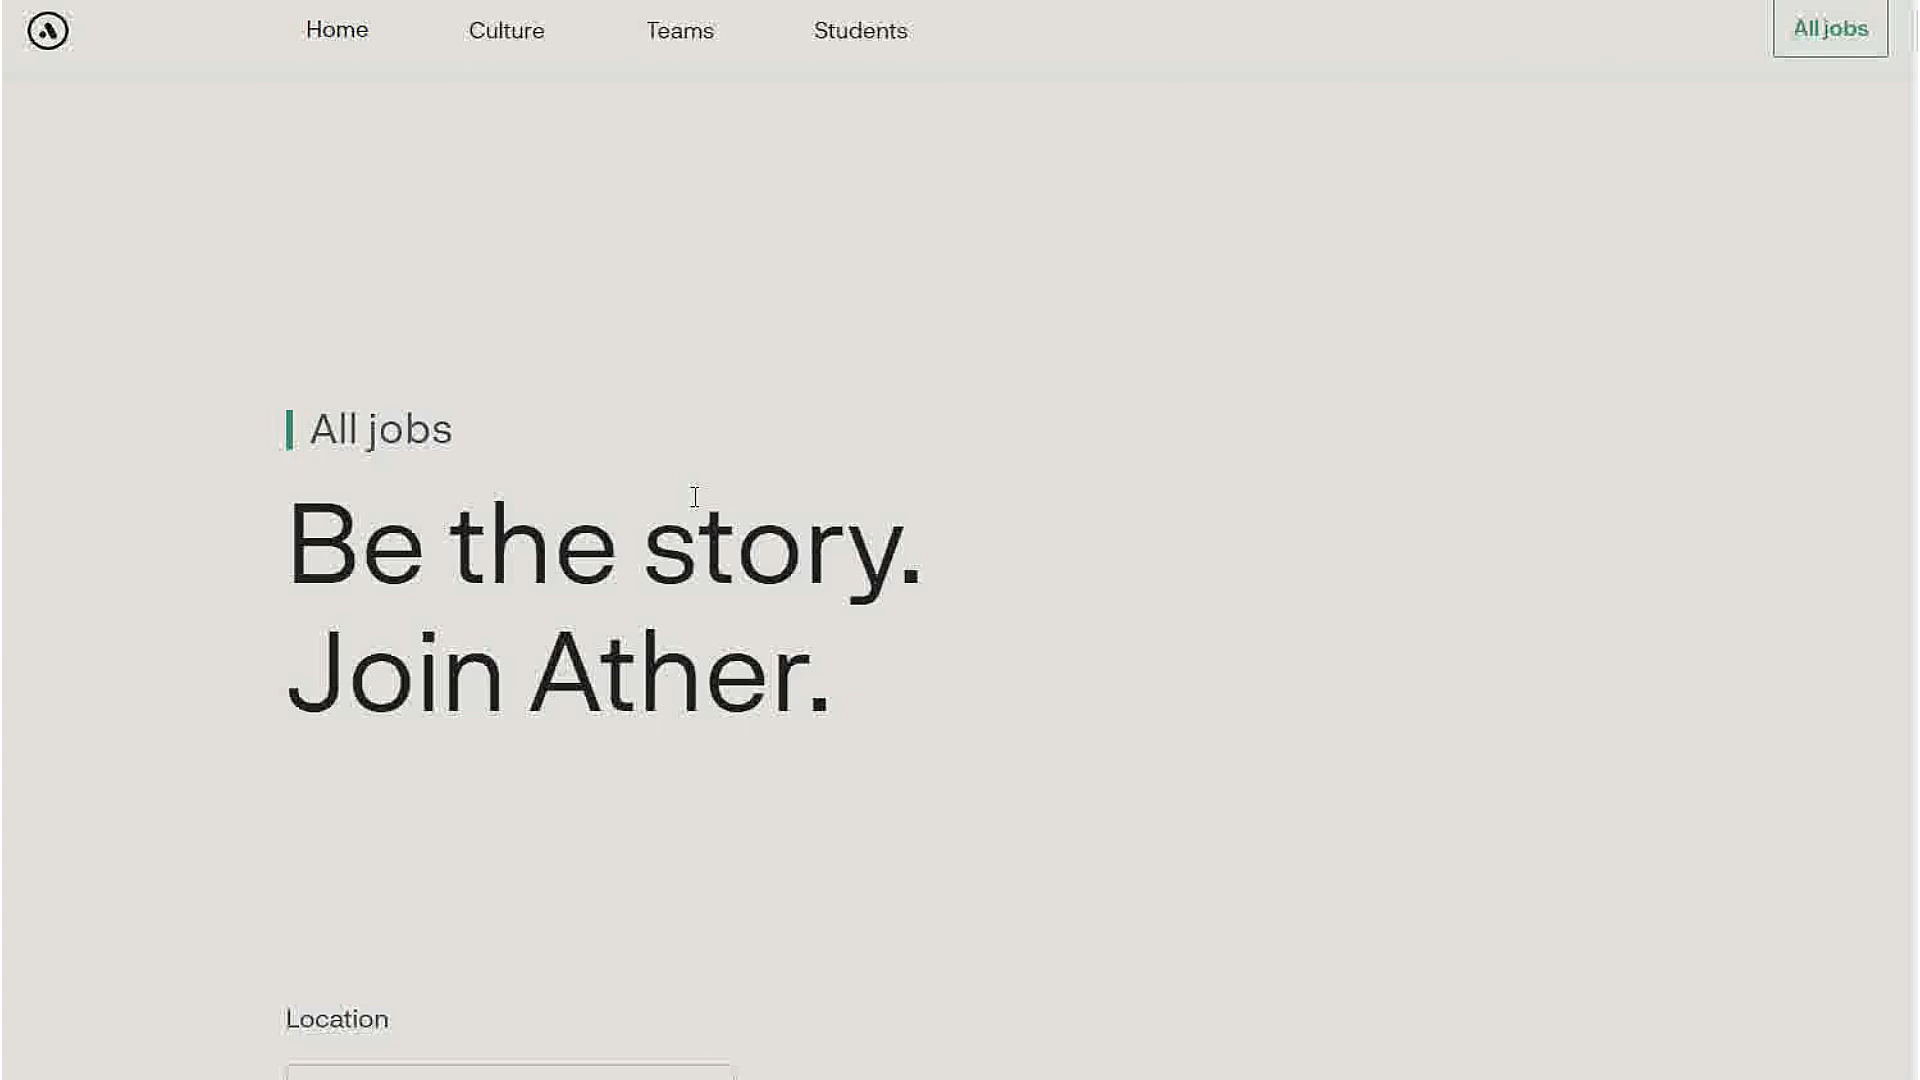 Home Culture Teams Students All jobs
All jobs
Be the story.
Join Ather.
Location